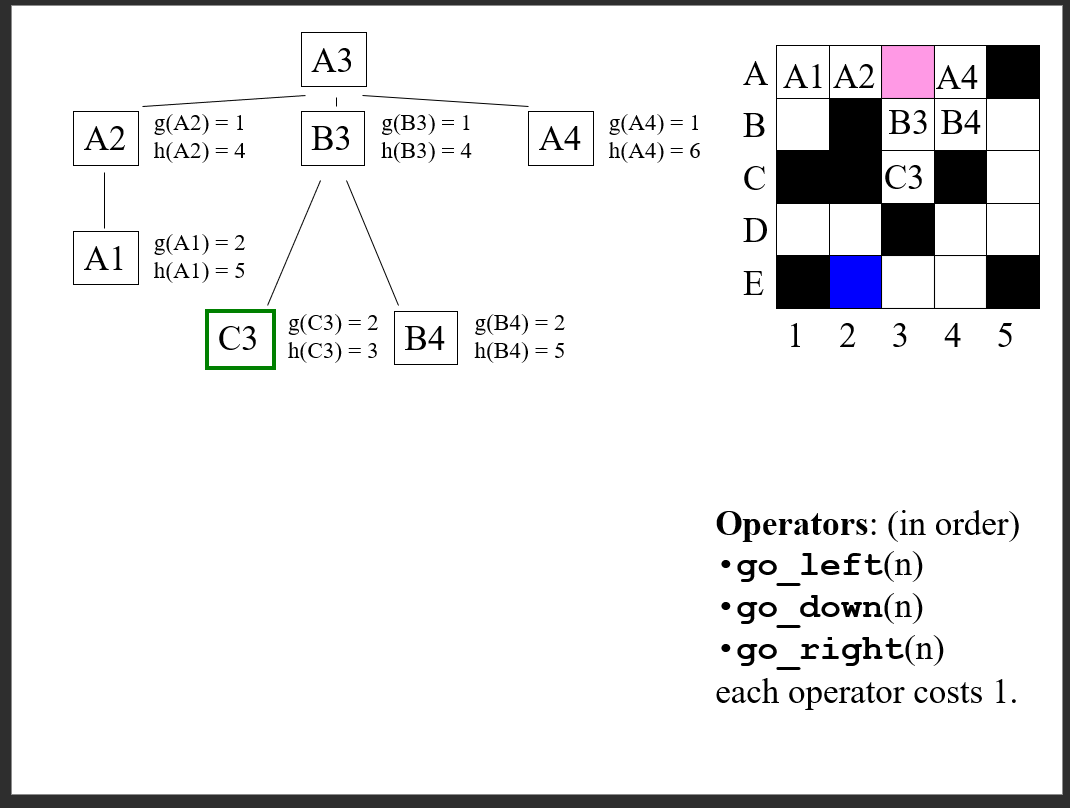 A3
A2
g(A2) = 1
h(A2) = 4
B3
g(B3) = 1
h(B3) = 4
A4
g(A4) = 1
h(A4) = 6
A1
g(A1) = 2
h(A1) = 5
C3
g(C3) = 2
h(C3) = 3
B4
g(B4) = 2
h(B4) = 5
A A1 A2 A4
B B3 B4
C C3
D
E
1 2 3 4 5
Operators: (in order)
•go_left(n)
•go_down(n)
•go_right(n)
each operator costs 1.